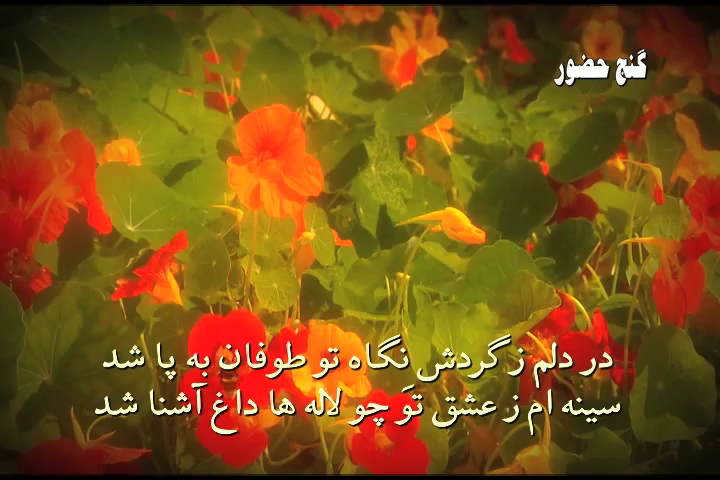 گنج حضور
در دلم ز گردش نگاه تو طوفان به پا شد
سینه ام ز عشق توَ چو لاله ها داغ آشنا شد